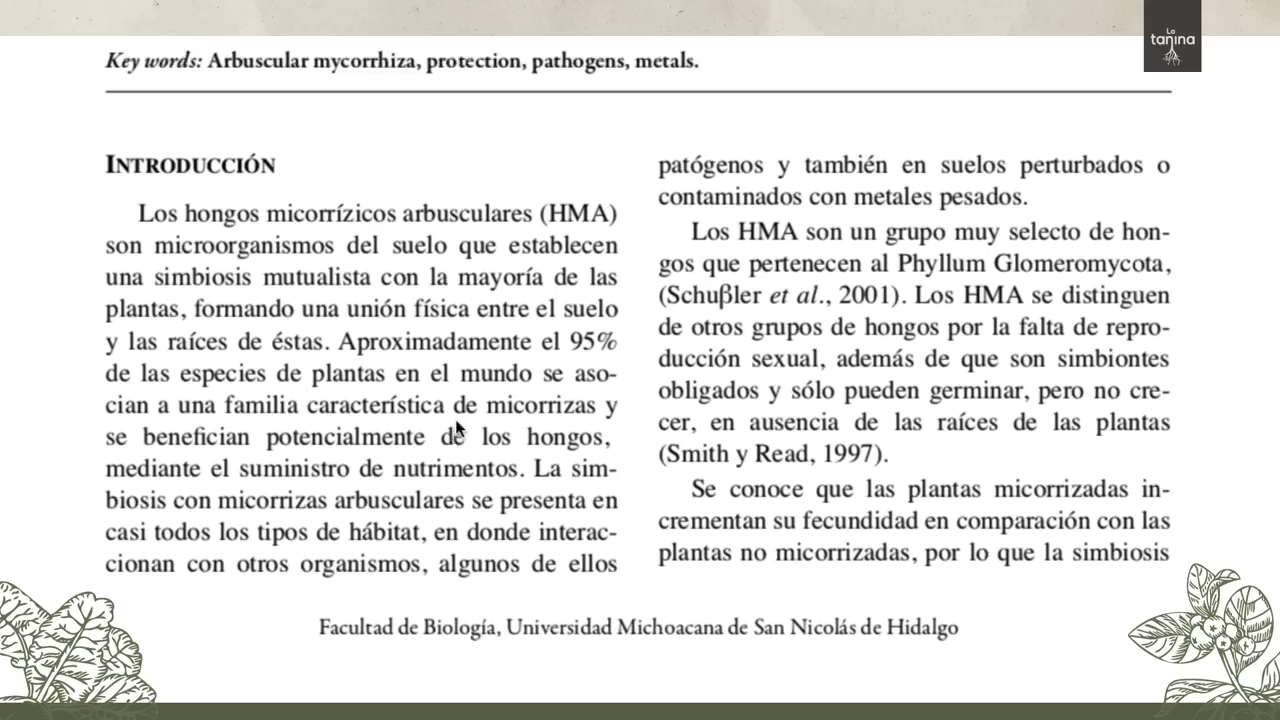 La
tanina
Key words: Arbuscular mycorrhiza, protection, pathogens, metals.
INTRODUCCIÓN
Los hongos micorrízicos arbusculares (HMA)
son microorganismos del suelo que establecen
una simbiosis mutualista con la mayoría de las
plantas, formando una unión física entre el suelo
y las raíces de éstas. Aproximadamente el 95%
de las especies de plantas en el mundo se aso-
cian a una familia característica de micorrizas y
se benefician potencialmente de los hongos,
mediante el suministro de nutrimentos. La sim-
biosis con micorrizas arbusculares se presenta en
casi todos los tipos de hábitat, en donde interac-
cionan con otros organismos, algunos de ellos
patógenos y también en suelos perturbados o
contaminados con metales pesados.
Los HMA son un grupo muy selecto de hon-
gos que pertenecen al Phyllum Glomeromycota,
(Schuβler et al., 2001). Los HMA se distinguen
de otros grupos de hongos por la falta de repro-
ducción sexual, además de que son simbiontes
obligados y sólo pueden germinar, pero no cre-
cer, en ausencia de las raíces de las plantas
(Smith y Read, 1997).
Se conoce que las plantas micorrizadas in-
crementan su fecundidad en comparación con las
plantas no micorrizadas, por lo que la simbiosis
Facultad de Biología, Universidad Michoacana de San Nicolás de Hidalgo